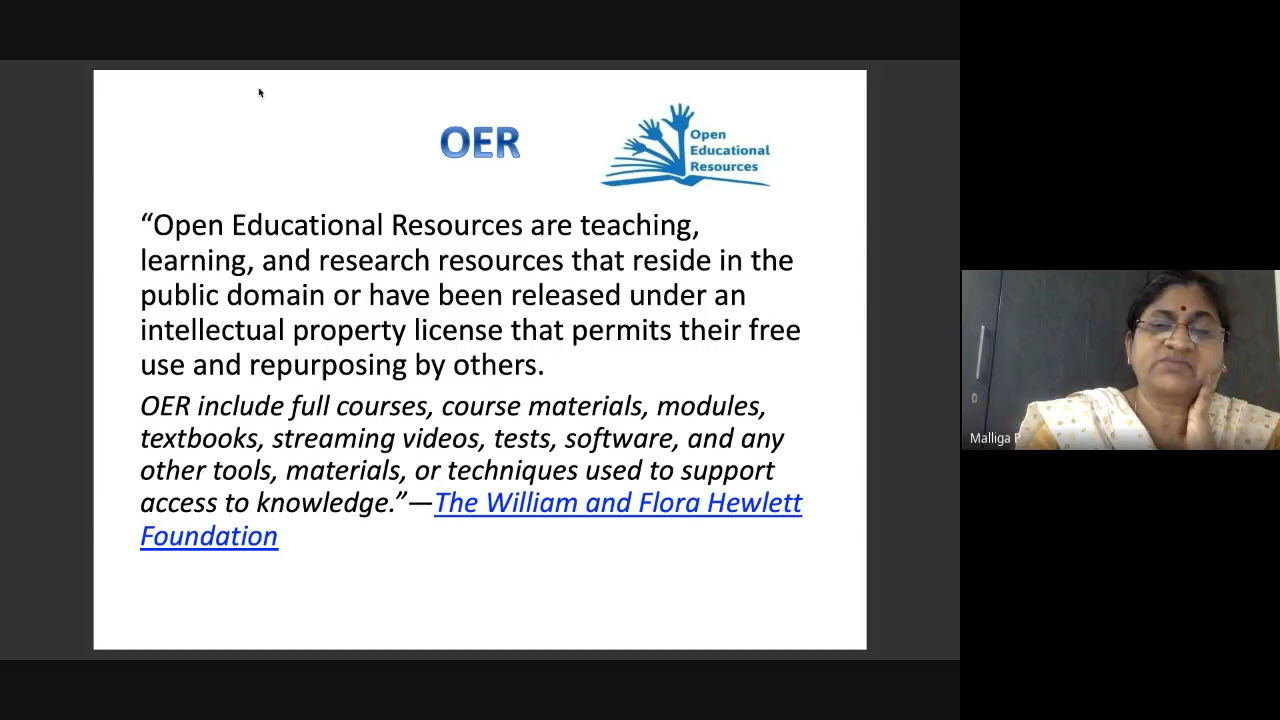 OER
Open
Educational
Resources
“Open Educational Resources are teaching,
learning, and research resources that reside in the
public domain or have been released under an
intellectual property license that permits their free
use and repurposing by others.
OER include full courses, course materials, modules,
textbooks, streaming videos, tests, software, and any
other tools, materials, or techniques used to support
access to knowledge.”—The William and Flora Hewlett
Foundation
Malliga P